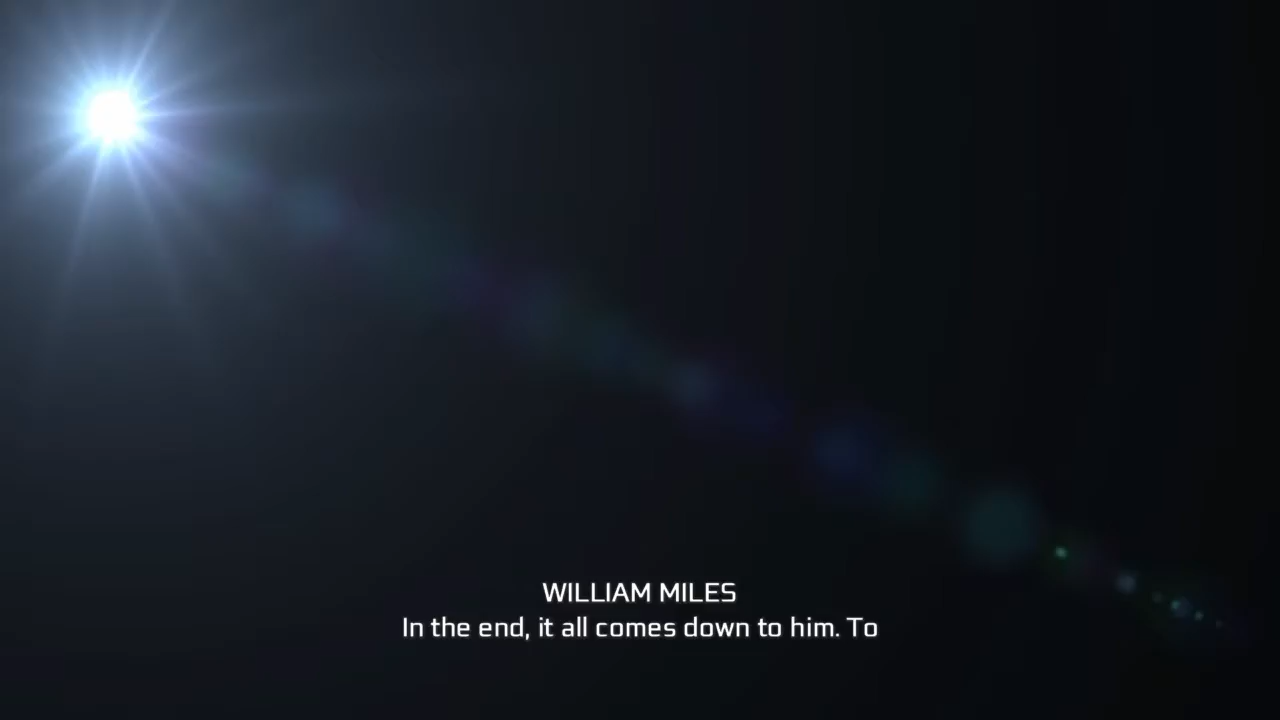 WILLIAM MILES
In the end, it all comes down to him. To